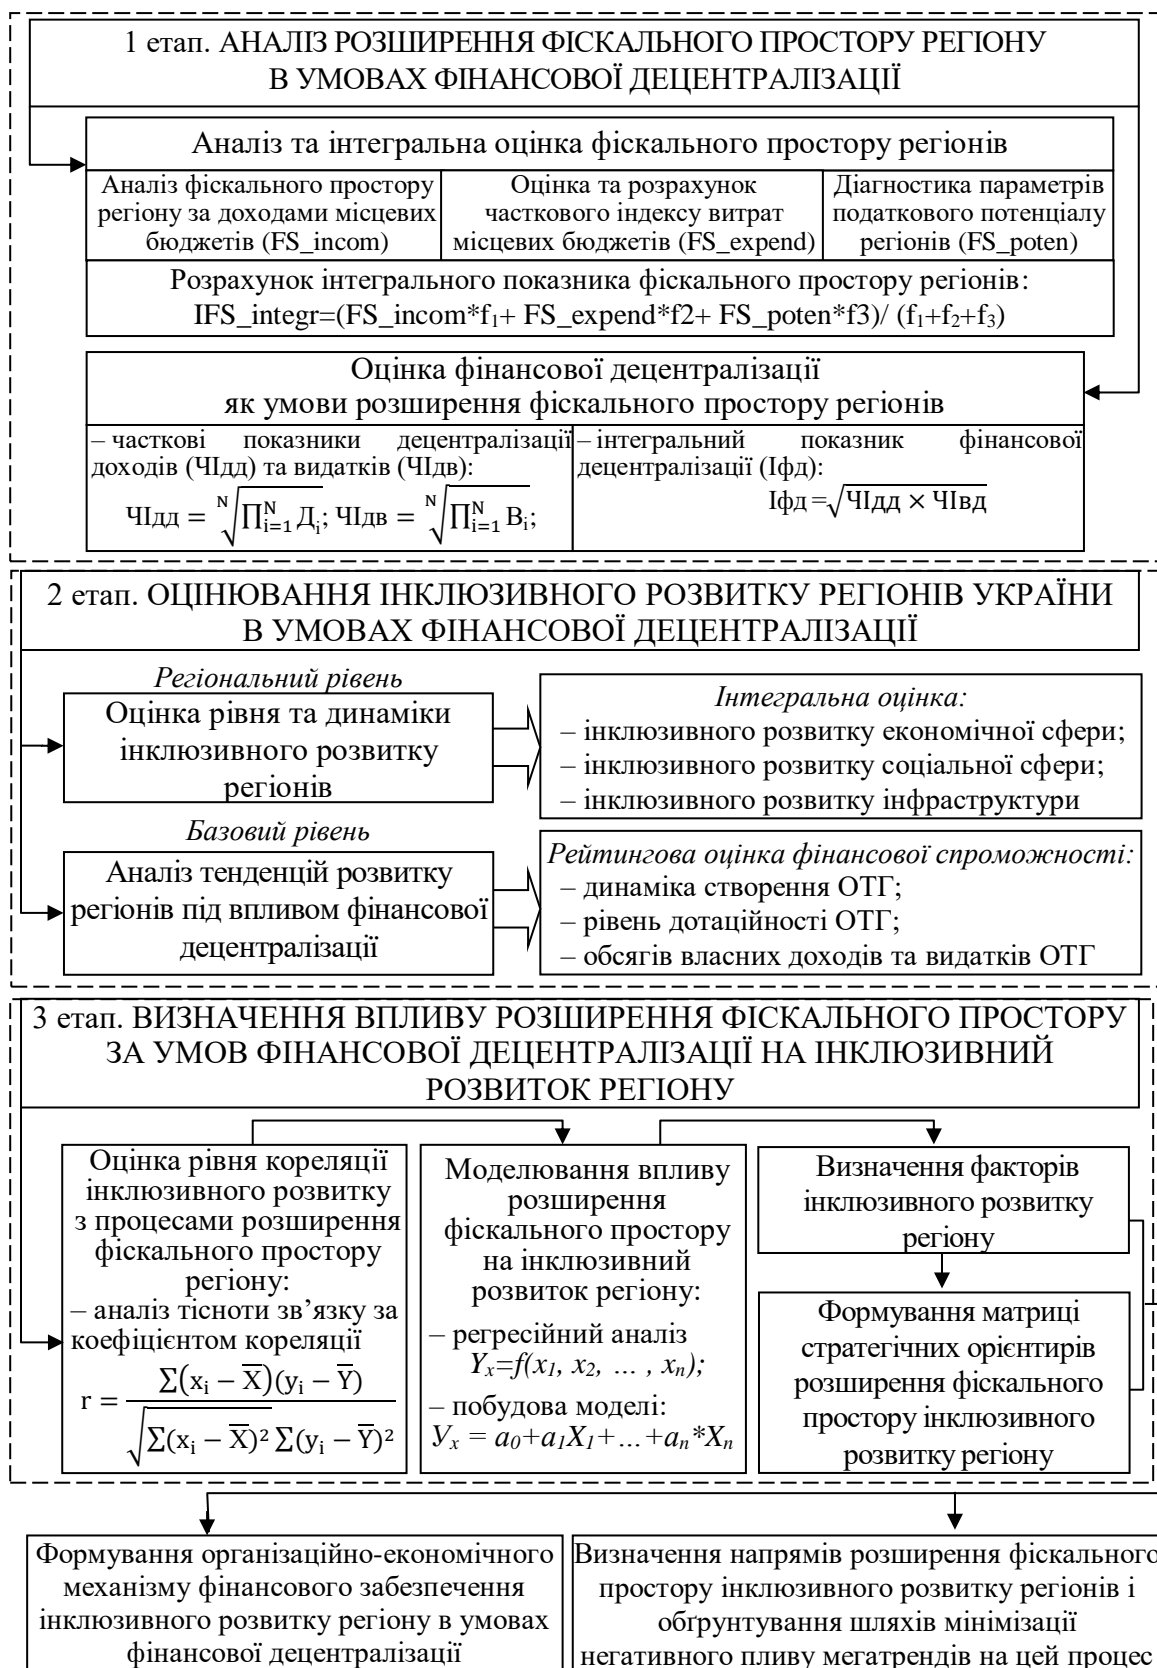 1 етап. АНАЛІЗ РОЗШИРЕННЯ ФІСКАЛЬНОГО ПРОСТОРУ РЕГІОНУ
В УМОВАХ ФІНАНСОВОЇ ДЕЦЕНТРАЛІЗАЦІЇ
Аналіз та інтегральна оцінка фіскального простору регіонів
Аналіз фіскального простору
регіону за доходами місцевих
бюджетів (FS_incom)
Оцінка та розрахунок
часткового індексу витрат
місцевих бюджетів (FS_expend)
Діагностика параметрів
податкового потенціалу
регіонів (FS_poten)
Розрахунок інтегрального показника фіскального простору регіонів:
IFS_integr=(FS_incom*f₁+ FS_expend*f2+ FS_poten*f3)/ (f₁+f₂+f₃)
Оцінка фінансової децентралізації
як умови розширення фіскального простору регіонів
– часткові показники децентралізації
доходів (ЧІдд) та видатків (ЧІдв):
ЧІдд = ᴺ√∏ᴺᵢ₌₁ Дᵢ; ЧІдв = ᴺ√∏ᴺᵢ₌₁ Вᵢ;
– інтегральний показник фінансової
децентралізації (Іфд):
Іфд =√ЧІдд × ЧІвд
2 етап. ОЦІНЮВАННЯ ІНКЛЮЗИВНОГО РОЗВИТКУ РЕГІОНІВ УКРАЇНИ
В УМОВАХ ФІНАНСОВОЇ ДЕЦЕНТРАЛІЗАЦІЇ
Регіональний рівень
Оцінка рівня та динаміки
інклюзивного розвитку
регіонів
Інтегральна оцінка:
– інклюзивного розвитку економічної сфери;
– інклюзивного розвитку соціальної сфери;
– інклюзивного розвитку інфраструктури
Базовий рівень
Аналіз тенденцій розвитку
регіонів під впливом фінансової
децентралізації
Рейтингова оцінка фінансової спроможності:
– динаміка створення ОТГ;
– рівень дотаційності ОТГ;
– обсягів власних доходів та видатків ОТГ
3 етап. ВИЗНАЧЕННЯ ВПЛИВУ РОЗШИРЕННЯ ФІСКАЛЬНОГО ПРОСТОРУ
ЗА УМОВ ФІНАНСОВОЇ ДЕЦЕНТРАЛІЗАЦІЇ НА ІНКЛЮЗИВНИЙ
РОЗВИТОК РЕГІОНУ
Оцінка рівня кореляції
інклюзивного розвитку
з процесами розширення
фіскального простору
регіону:
– аналіз тісноти зв’язку за
коефіцієнтом кореляції
r = ∑(xᵢ − X̅)(yᵢ − Y̅) / √∑(xᵢ − X̅)² ∑(yᵢ − Y̅)²
Моделювання впливу
розширення
фіскального простору
на інклюзивний
розвиток регіону:
– регресійний аналіз
Yₓ=f(x₁, x₂, … , xₙ);
– побудова моделі:
Уₓ = a₀+a₁X₁+…+aₙ*Xₙ
Визначення факторів
інклюзивного розвитку
регіону
Формування матриці
стратегічних орієнтирів
розширення фіскального
простору інклюзивного
розвитку регіону
Формування організаційно-економічного
механізму фінансового забезпечення
інклюзивного розвитку регіону в умовах
фінансової децентралізації
Визначення напрямів розширення фіскального
простору інклюзивного розвитку регіонів і
обґрунтування шляхів мінімізації
негативного пливу мегатрендів на цей процес